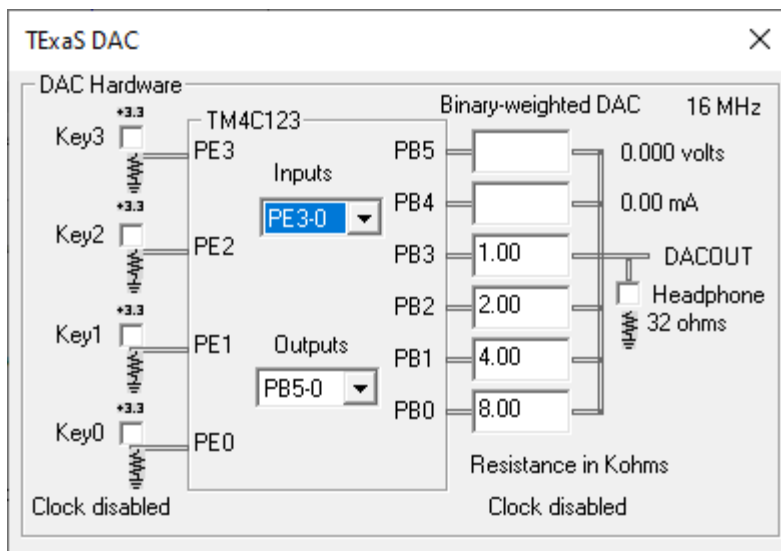 TExaS DAC
DAC Hardware
+3.3
Key3
TM4C123
PE3
Inputs
PE3-0
+3.3
Key2
PE2
+3.3
Key1
PE1
Outputs
PB5-0
+3.3
Key0
PE0
Clock disabled
Binary-weighted DAC
16 MHz
PB5
0.000 volts
PB4
0.00 mA
PB3
1.00
DACOUT
PB2
2.00
Headphone
32 ohms
PB1
4.00
PB0
8.00
Resistance in Kohms
Clock disabled